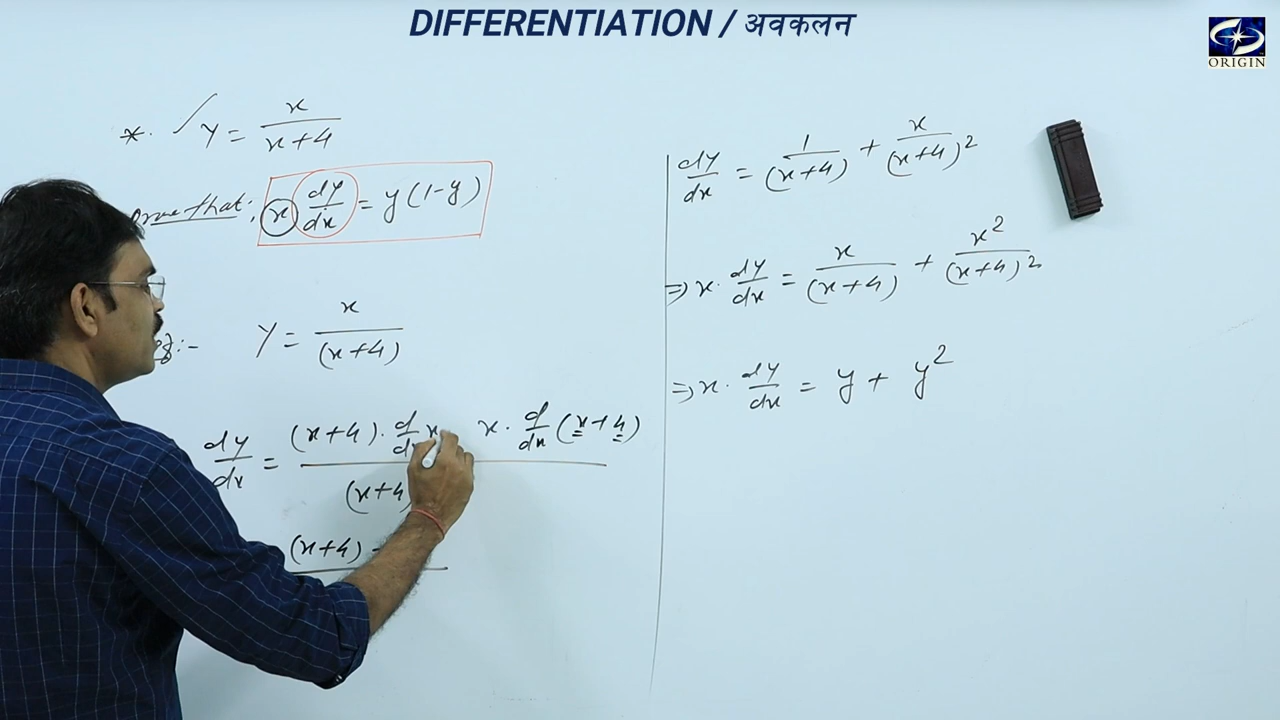 DIFFERENTIATION / अवकलन
ORIGIN
*. ✓ y = x/(x+4)
that: x dy/dx = y(1-y)
:- y = x/(x+4)
dy/dx = (x+4) . d/dx x x . d/dx (x+4)
(x+4)
(x+4) -
dy/dx = 1/(x+4) + x/(x+4)²
⇒ x . dy/dx = x/(x+4) + x²/(x+4)²
⇒ x . dy/dx = y + y²